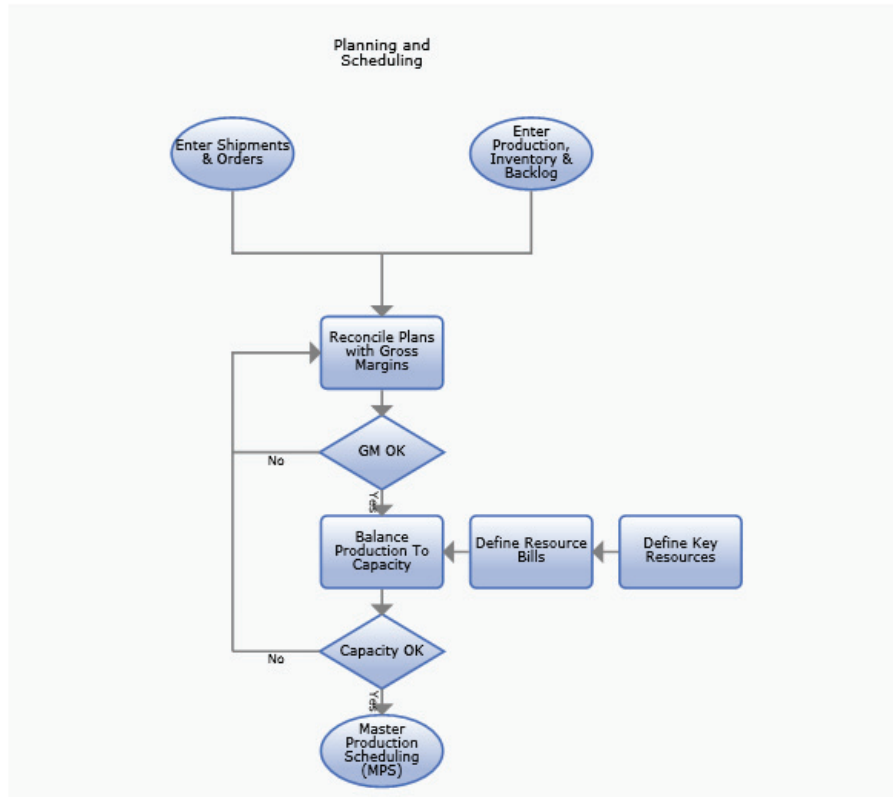 Planning and
Scheduling
Enter Shipments
& Orders
Enter
Production,
Inventory &
Backlog
Reconcile Plans
with Gross
Margins
GM OK
No
Yes
Balance
Production To
Capacity
Define Resource
Bills
Define Key
Resources
Capacity OK
No
Yes
Master
Production
Scheduling
(MPS)